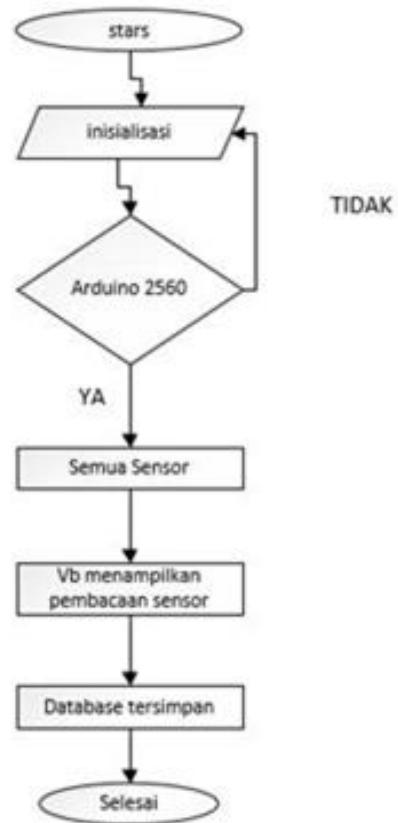 stars
inisialisasi
TIDAK
Arduino 2560
YA
Semua Sensor
Vb menampilkan
pembacaan sensor
Database tersimpan
Selesai